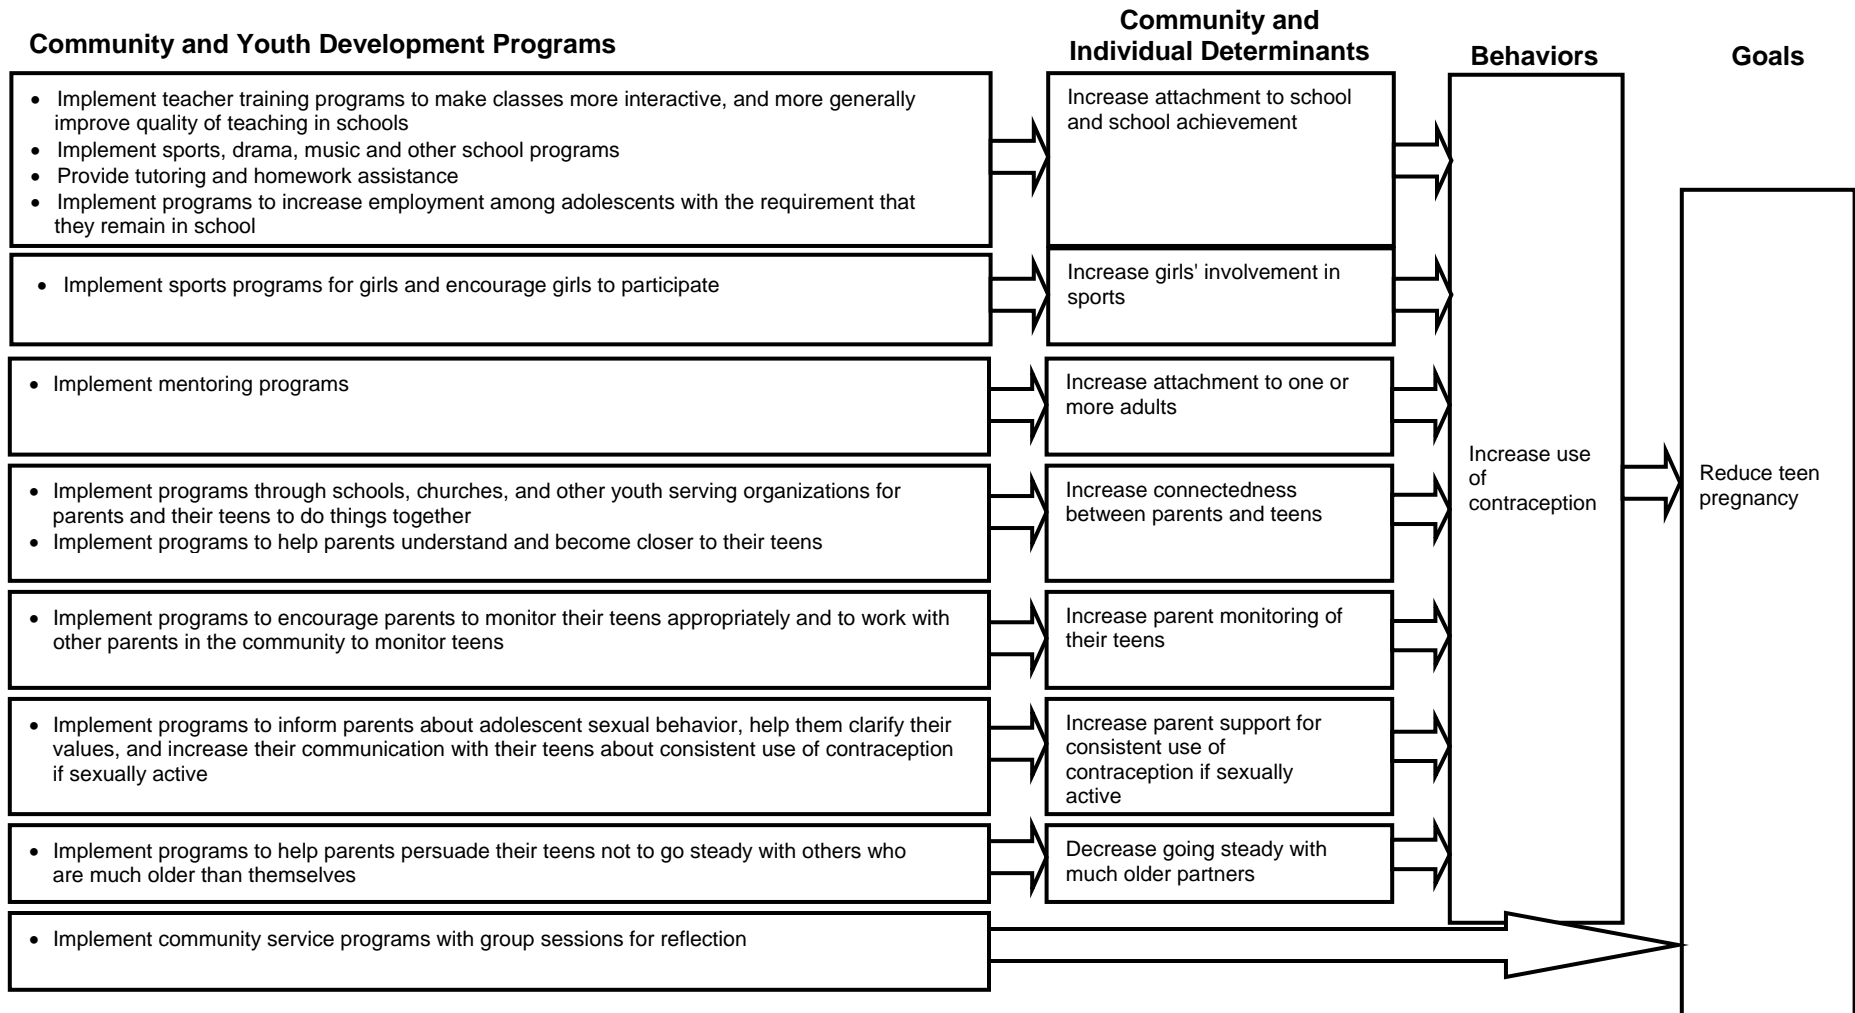 Community and Youth Development Programs
Community and
Individual Determinants
Behaviors
Goals
• Implement teacher training programs to make classes more interactive, and more generally
improve quality of teaching in schools
• Implement sports, drama, music and other school programs
• Provide tutoring and homework assistance
• Implement programs to increase employment among adolescents with the requirement that
they remain in school
Increase attachment to school
and school achievement
• Implement sports programs for girls and encourage girls to participate
Increase girls' involvement in
sports
• Implement mentoring programs
Increase attachment to one or
more adults
• Implement programs through schools, churches, and other youth serving organizations for
parents and their teens to do things together
• Implement programs to help parents understand and become closer to their teens
Increase connectedness
between parents and teens
• Implement programs to encourage parents to monitor their teens appropriately and to work with
other parents in the community to monitor teens
Increase parent monitoring of
their teens
• Implement programs to inform parents about adolescent sexual behavior, help them clarify their
values, and increase their communication with their teens about consistent use of contraception
if sexually active
Increase parent support for
consistent use of
contraception if sexually
active
• Implement programs to help parents persuade their teens not to go steady with others who
are much older than themselves
Decrease going steady with
much older partners
• Implement community service programs with group sessions for reflection
Increase use
of
contraception
Reduce teen
pregnancy